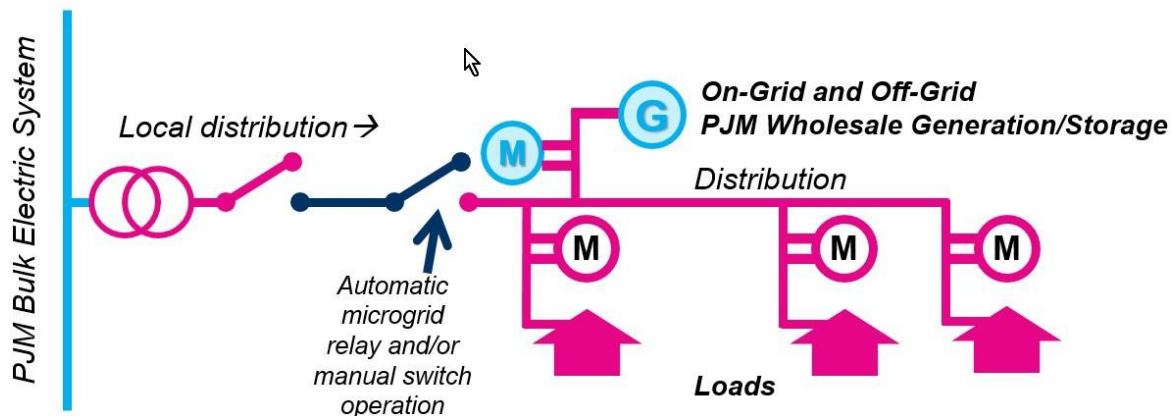 PJM Bulk Electric System
Local distribution→
M
G
On-Grid and Off-Grid
PJM Wholesale Generation/Storage
Distribution
M
M
M
Automatic
microgrid
relay and/or
manual switch
operation
Loads